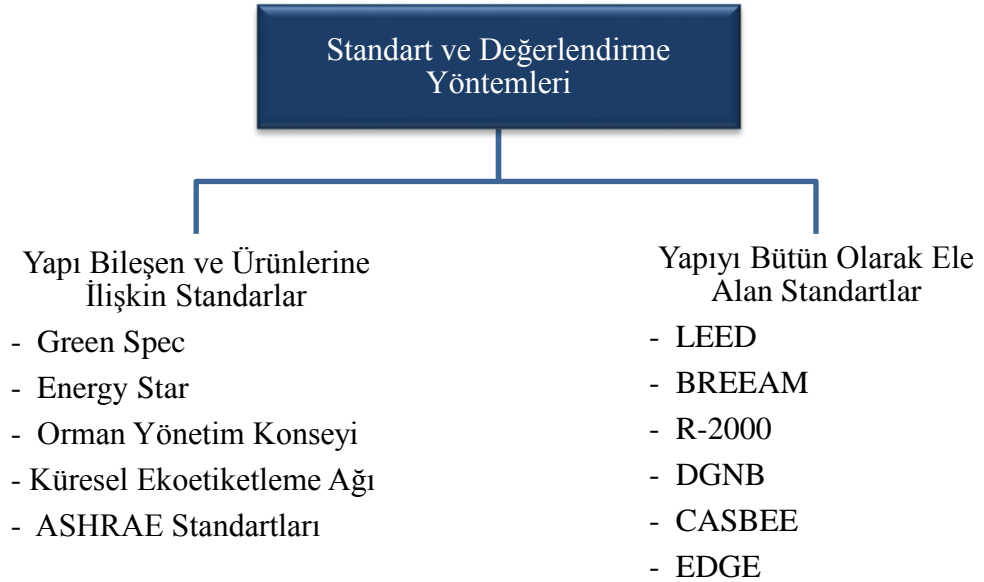 Standart ve Değerlendirme
Yöntemleri
Yapı Bileşen ve Ürünlerine
İlişkin Standarlar
- Green Spec
- Energy Star
- Orman Yönetim Konseyi
- Küresel Ekoetiketleme Ağı
- ASHRAE Standartları
Yapıyı Bütün Olarak Ele
Alan Standartlar
- LEED
- BREEAM
- R-2000
- DGNB
- CASBEE
- EDGE